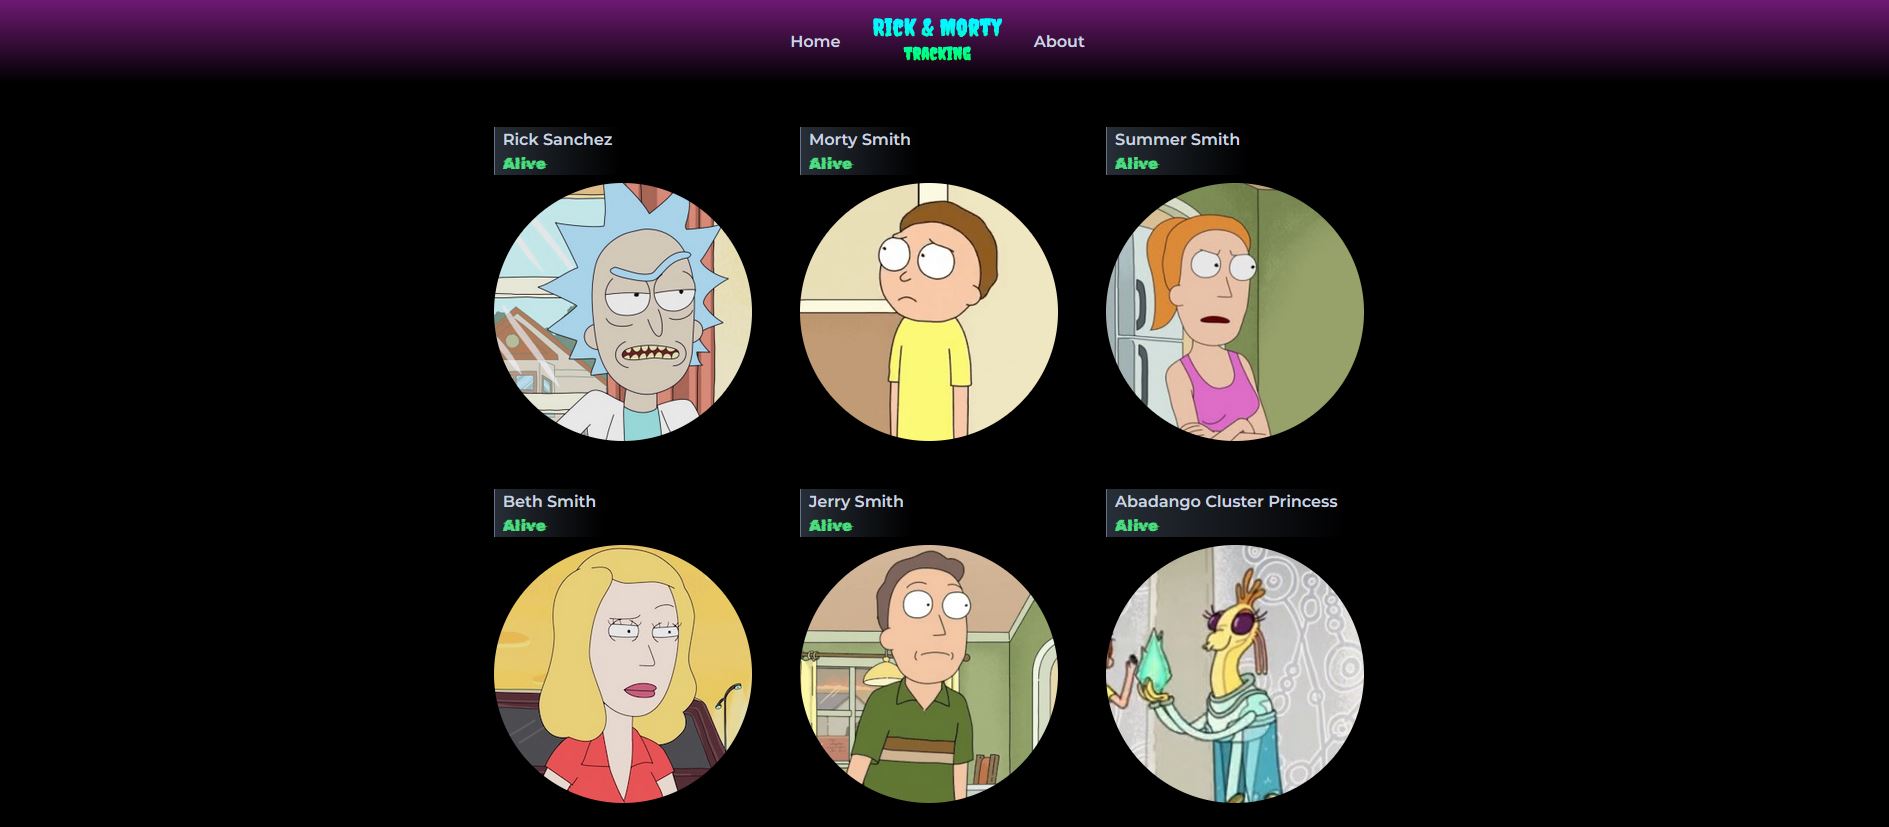 Home
RICK & MORTY
TRACKING
About
Rick Sanchez
Alive
Morty Smith
Alive
Summer Smith
Alive
Beth Smith
Alive
Jerry Smith
Alive
Abadango Cluster Princess
Alive